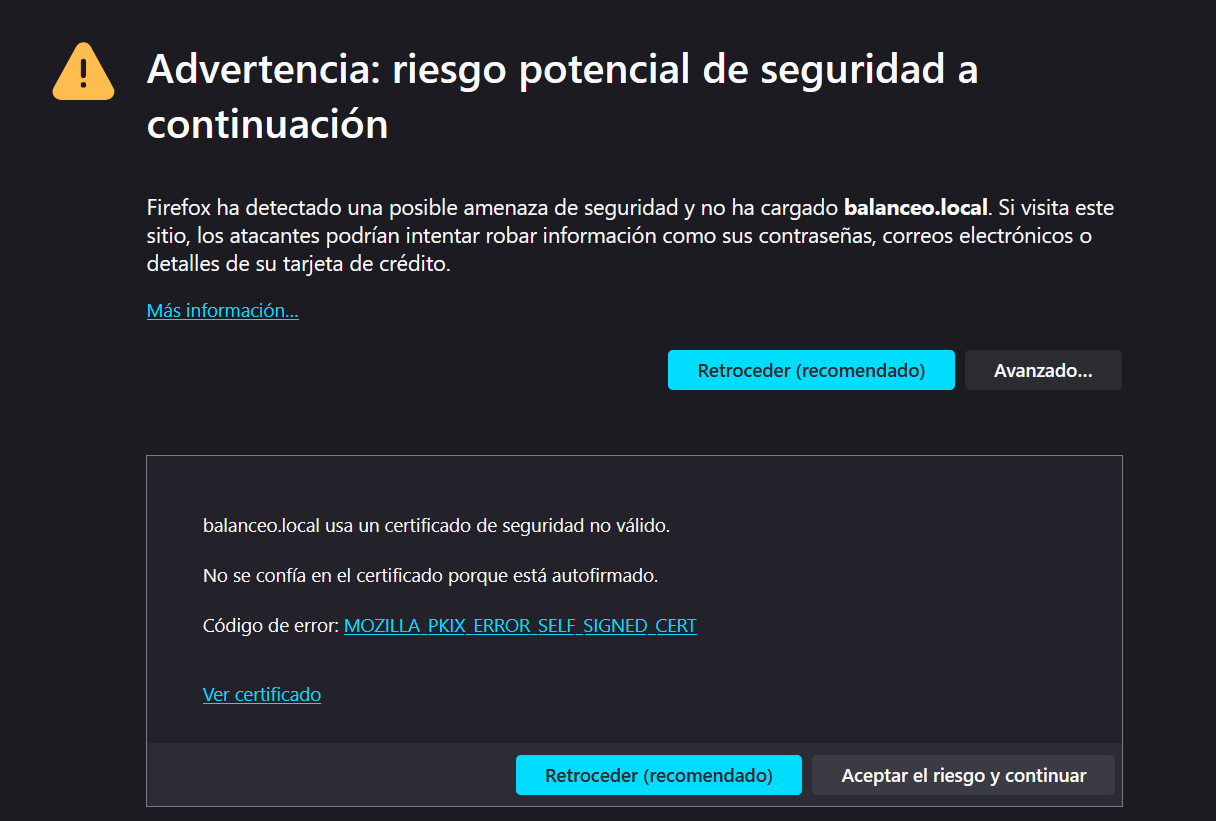 Advertencia: riesgo potencial de seguridad a
continuación
Firefox ha detectado una posible amenaza de seguridad y no ha cargado balanceo.local. Si visita este
sitio, los atacantes podrían intentar robar información como sus contraseñas, correos electrónicos o
detalles de su tarjeta de crédito.
Más información...
Retroceder (recomendado)
Avanzado...
balanceo.local usa un certificado de seguridad no válido.
No se confía en el certificado porque está autofirmado.
Código de error: MOZILLA_PKIX_ERROR_SELF_SIGNED_CERT
Ver certificado
Retroceder (recomendado)
Aceptar el riesgo y continuar